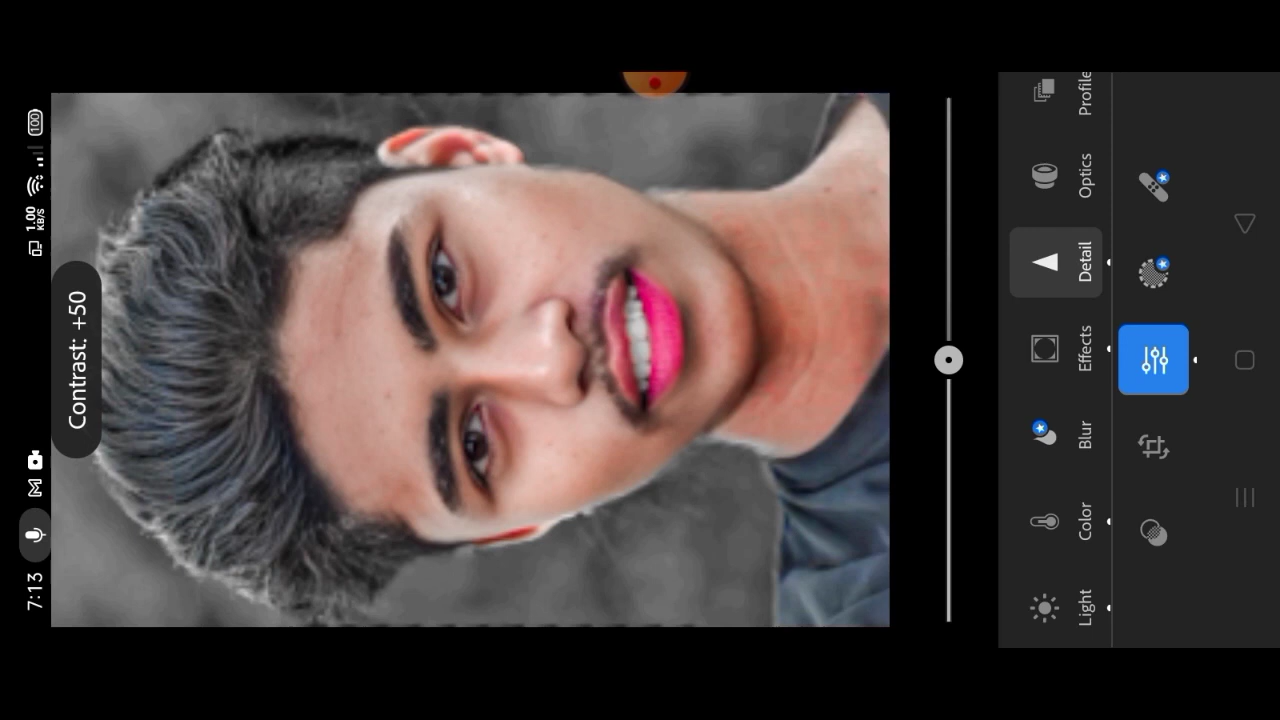 7:13
1.00
KB/S
100
Contrast: +50
Light
Color
Blur
Effects
Detail
Optics
Profile